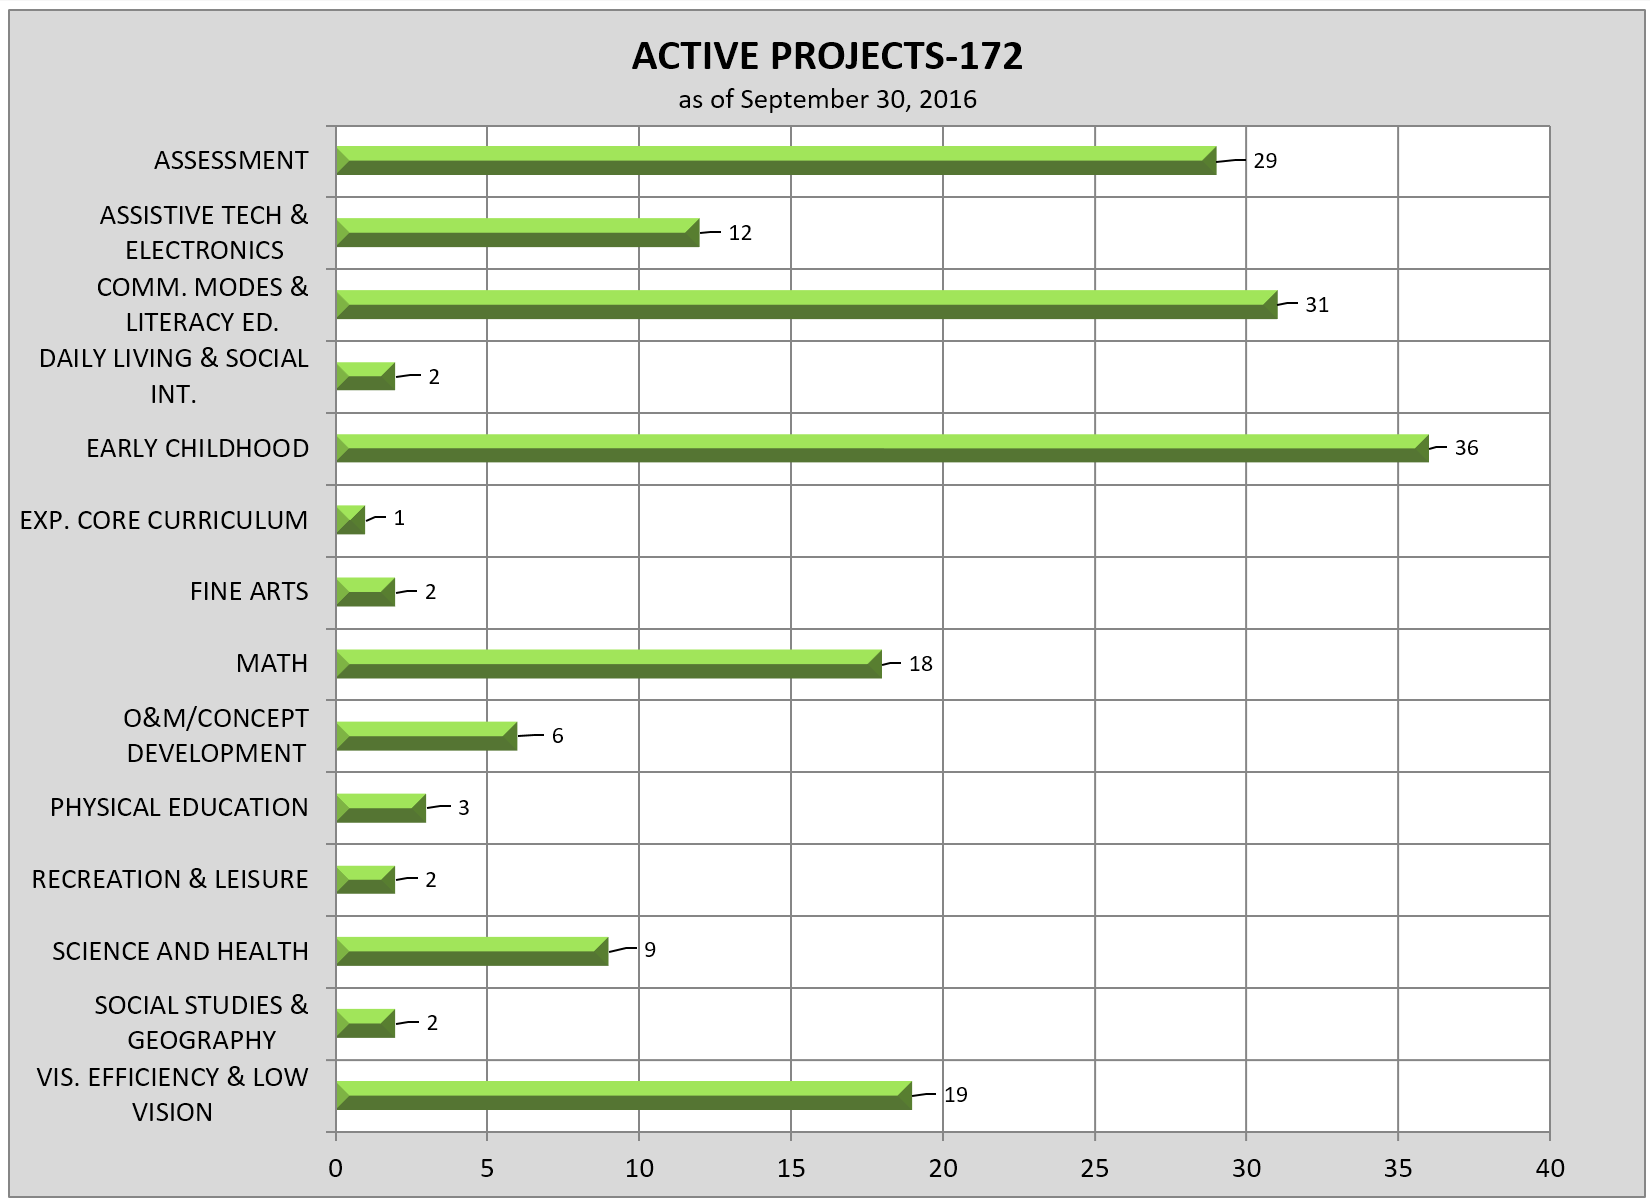 ACTIVE PROJECTS-172
as of September 30, 2016
ASSESSMENT
29
ASSISTIVE TECH &
ELECTRONICS
12
COMM. MODES &
LITERACY ED.
31
DAILY LIVING & SOCIAL
INT.
2
EARLY CHILDHOOD
36
EXP. CORE CURRICULUM
1
FINE ARTS
2
MATH
18
O&M/CONCEPT
DEVELOPMENT
6
PHYSICAL EDUCATION
3
RECREATION & LEISURE
2
SCIENCE AND HEALTH
9
SOCIAL STUDIES &
GEOGRAPHY
2
VIS. EFFICIENCY & LOW
VISION
19
0 5 10 15 20 25 30 35 40